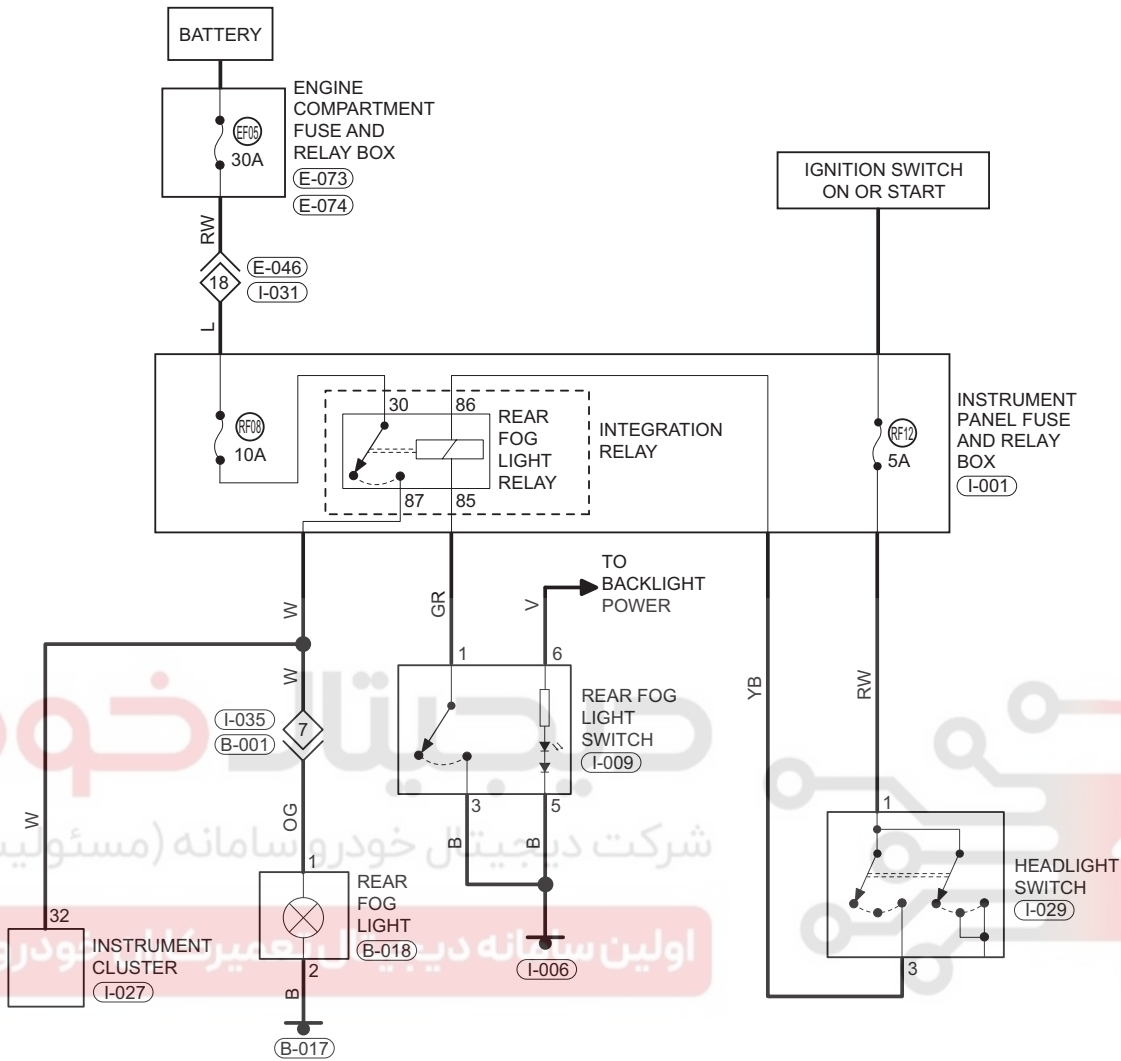 BATTERY
ENGINE
COMPARTMENT
FUSE AND
RELAY BOX
E-073
E-074
EF05
30A
RW
18
E-046
I-031
L
IGNITION SWITCH
ON OR START
RF08
10A
30
86
87
85
REAR
FOG
LIGHT
RELAY
INTEGRATION
RELAY
RF12
5A
INSTRUMENT
PANEL FUSE
AND RELAY
BOX
I-001
W
W
GR
V
TO
BACKLIGHT
POWER
YB
RW
1
6
REAR FOG
LIGHT
SWITCH
I-009
3
5
B
B
I-006
I-035
B-001
7
W
OG
1
REAR
FOG
LIGHT
B-018
2
B
B-017
32
INSTRUMENT
CLUSTER
I-027
1
HEADLIGHT
SWITCH
I-029
3
دیجیتال خودرو
شرکت دیجیتال خودرو سامانه (مسئولیت
اولین سامانه دیجیتال تعمیرکاران خودرو